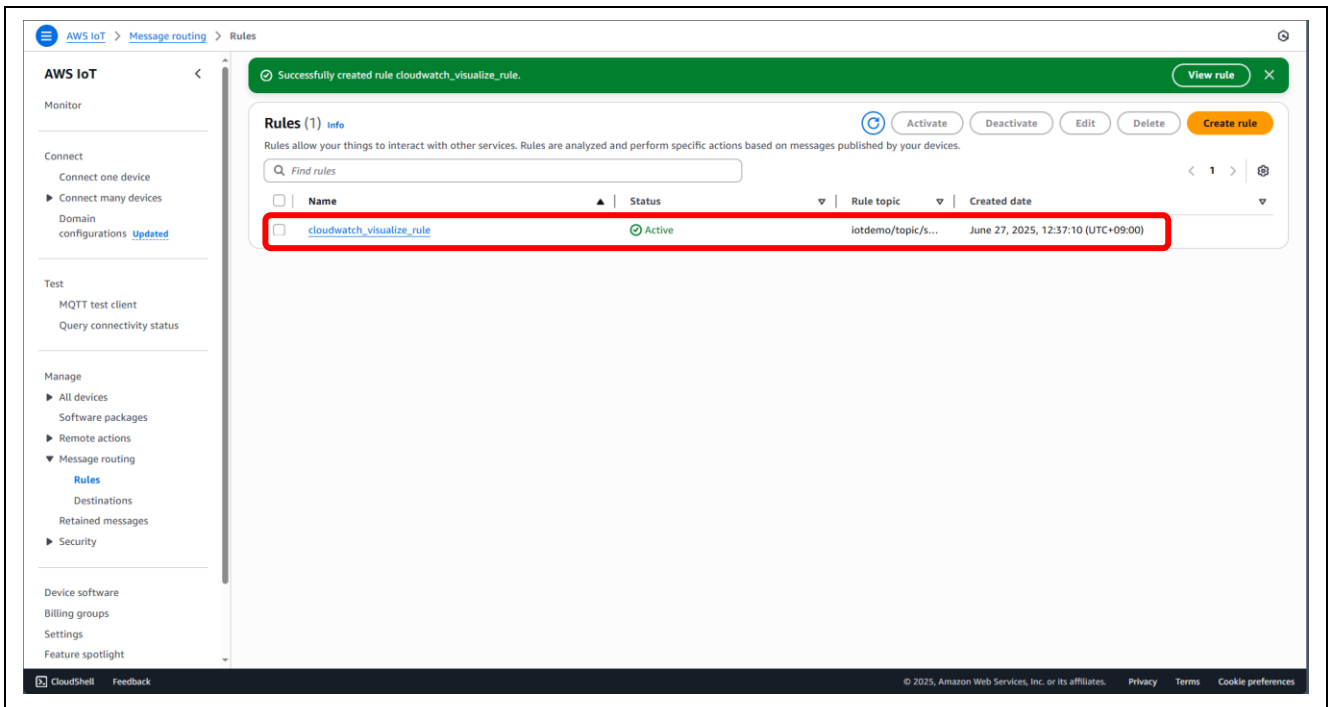 AWS IoT > Message routing > Rules
AWS IoT
Monitor
Connect
Connect one device
Connect many devices
Domain
configurations Updated
Test
MQTT test client
Query connectivity status
Manage
All devices
Software packages
Remote actions
Message routing
Rules
Destinations
Retained messages
Security
Device software
Billing groups
Settings
Feature spotlight
Successfully created rule cloudwatch_visualize_rule.
View rule
Rules (1) Info
Activate Deactivate Edit Delete Create rule
Rules allow your things to interact with other services. Rules are analyzed and perform specific actions based on messages published by your devices.
Find rules
< 1 >
Name Status Rule topic Created date
cloudwatch_visualize_rule Active iotdemo/topic/s... June 27, 2025, 12:37:10 (UTC+09:00)
CloudShell Feedback © 2025, Amazon Web Services, Inc. or its affiliates. Privacy Terms Cookie preferences